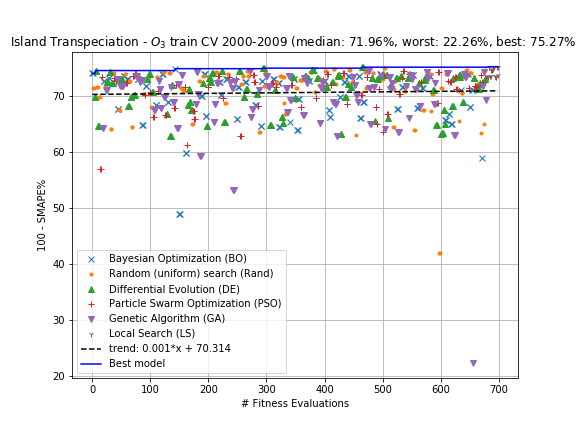 Island Transpeciation - O₃ train CV 2000-2009 (median: 71.96%, worst: 22.26%, best: 75.27%
100 - SMAPE%
70
60
50
40
30
20
Bayesian Optimization (BO)
Random (uniform) search (Rand)
Differential Evolution (DE)
Particle Swarm Optimization (PSO)
Genetic Algorithm (GA)
Local Search (LS)
trend: 0.001*x + 70.314
Best model
0 100 200 300 400 500 600 700
# Fitness Evaluations